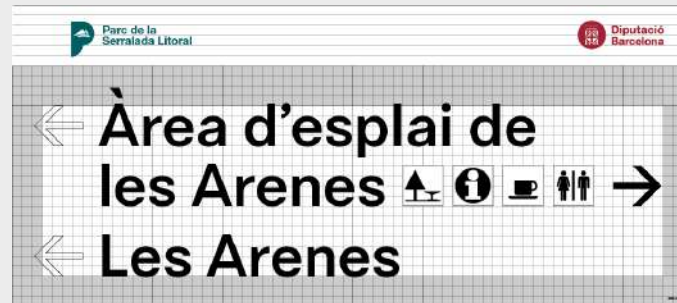 Parc de la
Serralada Litoral
Diputació
Barcelona
Àrea d’esplai de
les Arenes
Les Arenes